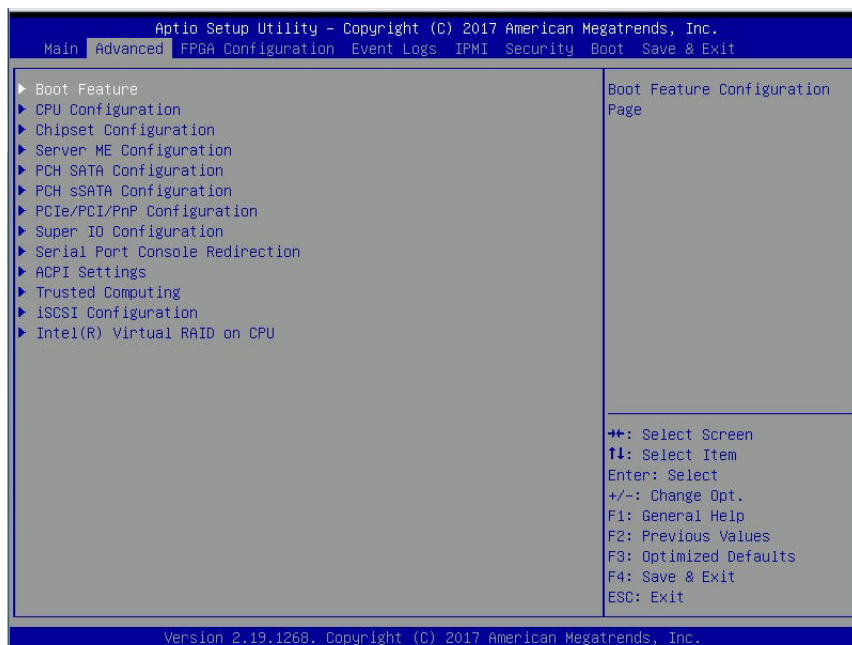 Aptio Setup Utility – Copyright (C) 2017 American Megatrends, Inc.
Main Advanced FPGA Configuration Event Logs IPMI Security Boot Save & Exit
Boot Feature
CPU Configuration
Chipset Configuration
Server ME Configuration
PCH SATA Configuration
PCH sSATA Configuration
PCIe/PCI/PnP Configuration
Super IO Configuration
Serial Port Console Redirection
ACPI Settings
Trusted Computing
iSCSI Configuration
Intel(R) Virtual RAID on CPU
Boot Feature Configuration
Page
→←: Select Screen
↑↓: Select Item
Enter: Select
+/-: Change Opt.
F1: General Help
F2: Previous Values
F3: Optimized Defaults
F4: Save & Exit
ESC: Exit
Version 2.19.1268. Copyright (C) 2017 American Megatrends, Inc.